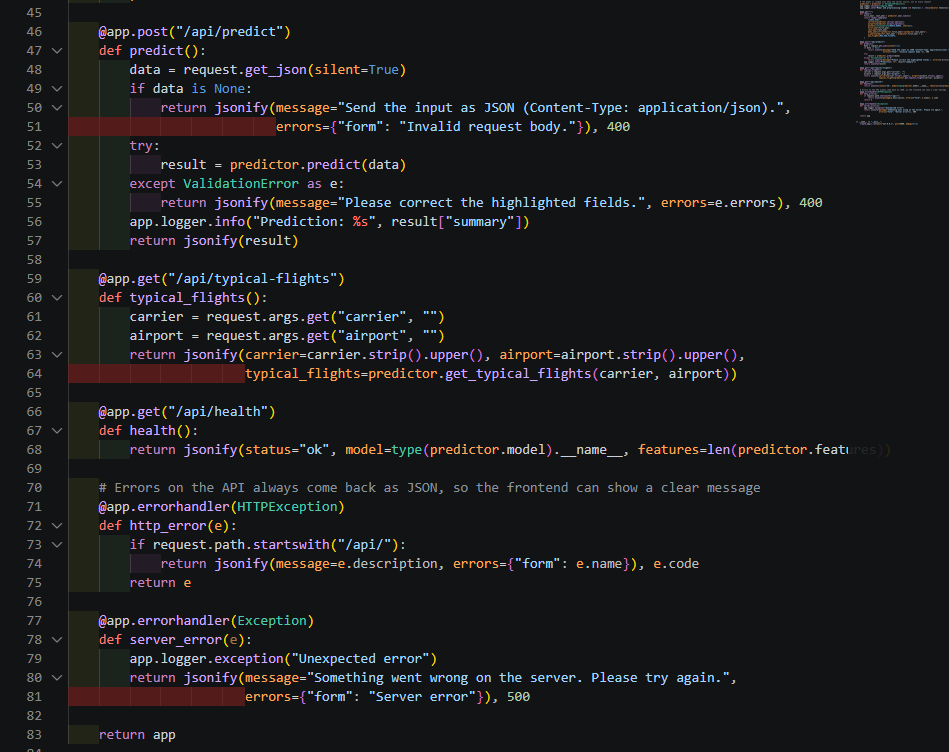 45
46 @app.post("/api/predict")
47 def predict():
48 data = request.get_json(silent=True)
49 if data is None:
50 return jsonify(message="Send the input as JSON (Content-Type: application/json).",
51 errors={"form": "Invalid request body."}), 400
52 try:
53 result = predictor.predict(data)
54 except ValidationError as e:
55 return jsonify(message="Please correct the highlighted fields.", errors=e.errors), 400
56 app.logger.info("Prediction: %s", result["summary"])
57 return jsonify(result)
58
59 @app.get("/api/typical-flights")
60 def typical_flights():
61 carrier = request.args.get("carrier", "")
62 airport = request.args.get("airport", "")
63 return jsonify(carrier=carrier.strip().upper(), airport=airport.strip().upper(),
64 typical_flights=predictor.get_typical_flights(carrier, airport))
65
66 @app.get("/api/health")
67 def health():
68 return jsonify(status="ok", model=type(predictor.model).__name__, features=len(predictor.features))
69
70 # Errors on the API always come back as JSON, so the frontend can show a clear message
71 @app.errorhandler(HTTPException)
72 def http_error(e):
73 if request.path.startswith("/api/"):
74 return jsonify(message=e.description, errors={"form": e.name}), e.code
75 return e
76
77 @app.errorhandler(Exception)
78 def server_error(e):
79 app.logger.exception("Unexpected error")
80 return jsonify(message="Something went wrong on the server. Please try again.",
81 errors={"form": "Server error"}), 500
82
83 return app